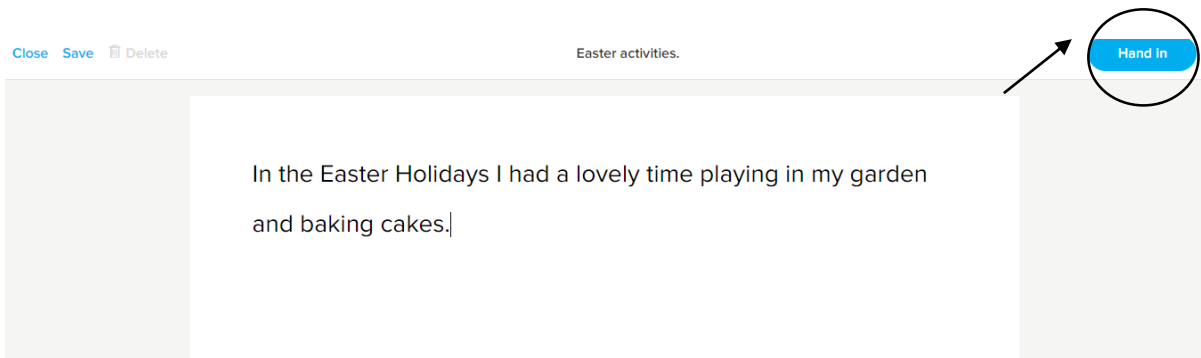 Close Save Delete Easter activities. Hand in
In the Easter Holidays I had a lovely time playing in my garden
and baking cakes.